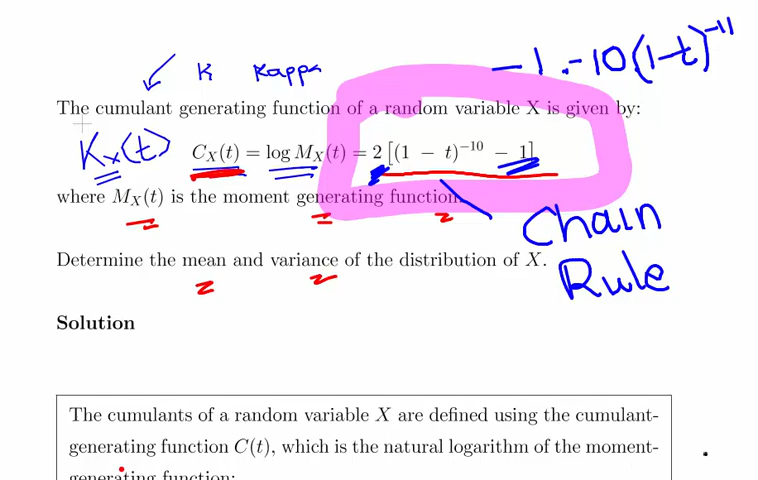 -1 . -10(1-t)^-11
K Kappa
The cumulant generating function of a random variable X is given by:
K_X(t) C_X(t) = log M_X(t) = 2 [(1 − t)^−10 − 1]
where M_X(t) is the moment generating function.
Chain
Determine the mean and variance of the distribution of X.
Rule
Solution
The cumulants of a random variable X are defined using the cumulant-
generating function C(t), which is the natural logarithm of the moment-
generating function: